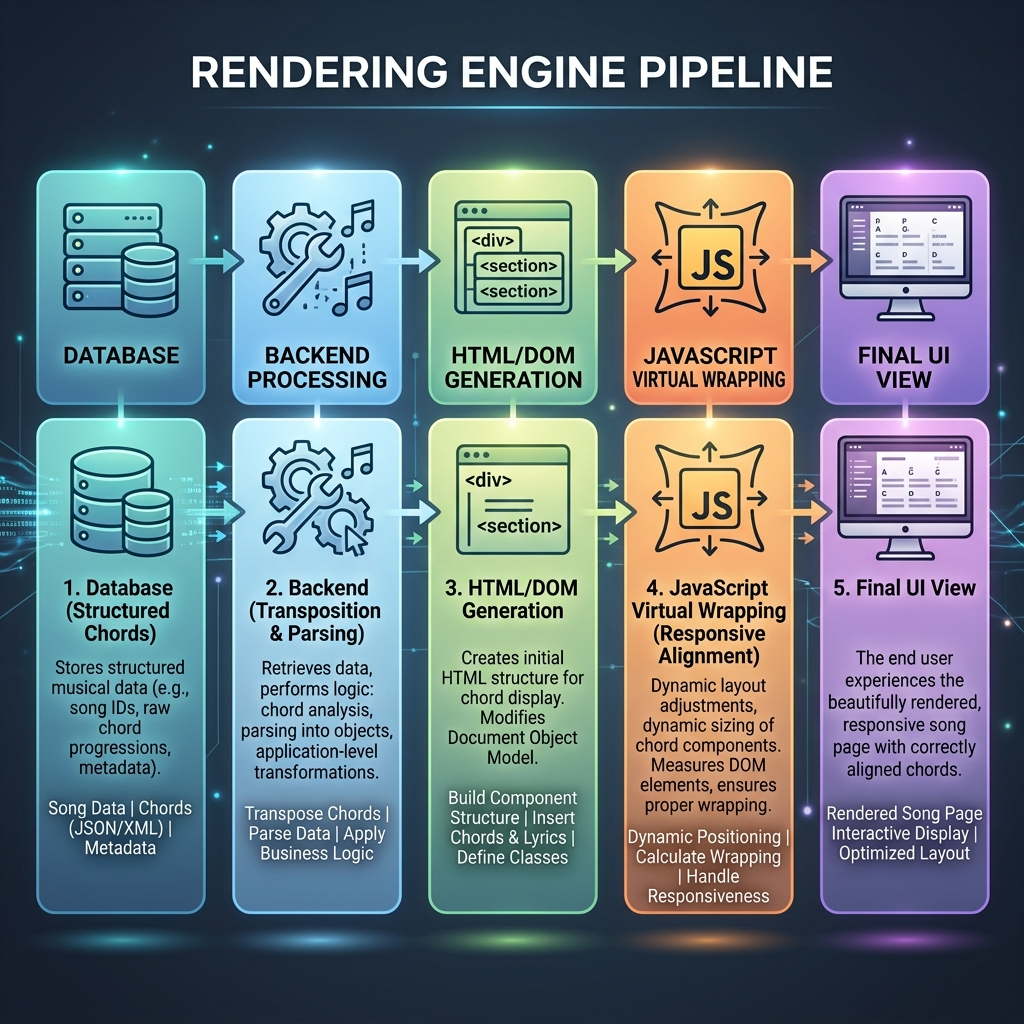 RENDERING ENGINE PIPELINE
<div>
<section>
<section>
JS
DATABASE
BACKEND
PROCESSING
HTML/DOM
GENERATION
JAVASCRIPT
VIRTUAL WRAPPING
FINAL UI
VIEW
<div>
<section>
JS
1. Database
(Structured
Chords)
Stores structured
musical data (e.g.,
song IDs, raw
chord
progressions,
metadata).
Song Data | Chords
(JSON/XML) |
Metadata
2. Backend
(Transposition
& Parsing)
Retrieves data,
performs logic:
chord analysis,
parsing into objects,
application-level
transformations.
Transpose Chords |
Parse Data | Apply
Business Logic
3. HTML/DOM
Generation
Creates initial
HTML structure for
chord display.
Modifies
Document Object
Model.
Build Component
Structure | Insert
Chords & Lyrics |
Define Classes
4. JavaScript
Virtual Wrapping
(Responsive
Alignment)
Dynamic layout
adjustments,
dynamic sizing of
chord components.
Measures DOM
elements, ensures
proper wrapping.
Dynamic Positioning |
Calculate Wrapping
| Handle
Responsiveness
5. Final UI View
The end user
experiences the
beautifully rendered,
responsive song
page with correctly
aligned chords.
Rendered Song Page
Interactive Display |
Optimized Layout